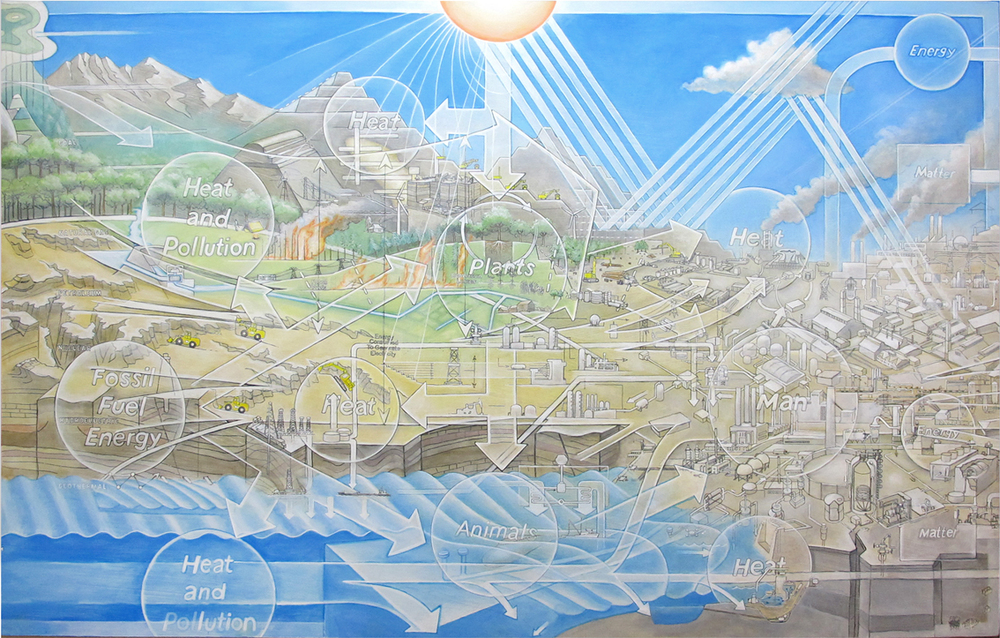 Energy
Heat
Matter
Heat
and
Pollution
Heat
Plants
Fossil
Fuel
Energy
Heat
Man
Energy
Animals
Matter
Heat
and
Pollution
Heat